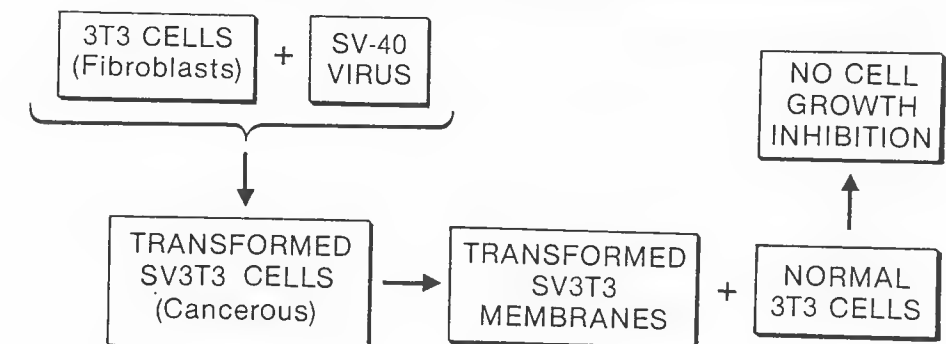 3T3 CELLS
(Fibroblasts)
+
SV-40
VIRUS
NO CELL
GROWTH
INHIBITION
TRANSFORMED
SV3T3 CELLS
(Cancerous)
TRANSFORMED
SV3T3
MEMBRANES
+
NORMAL
3T3 CELLS